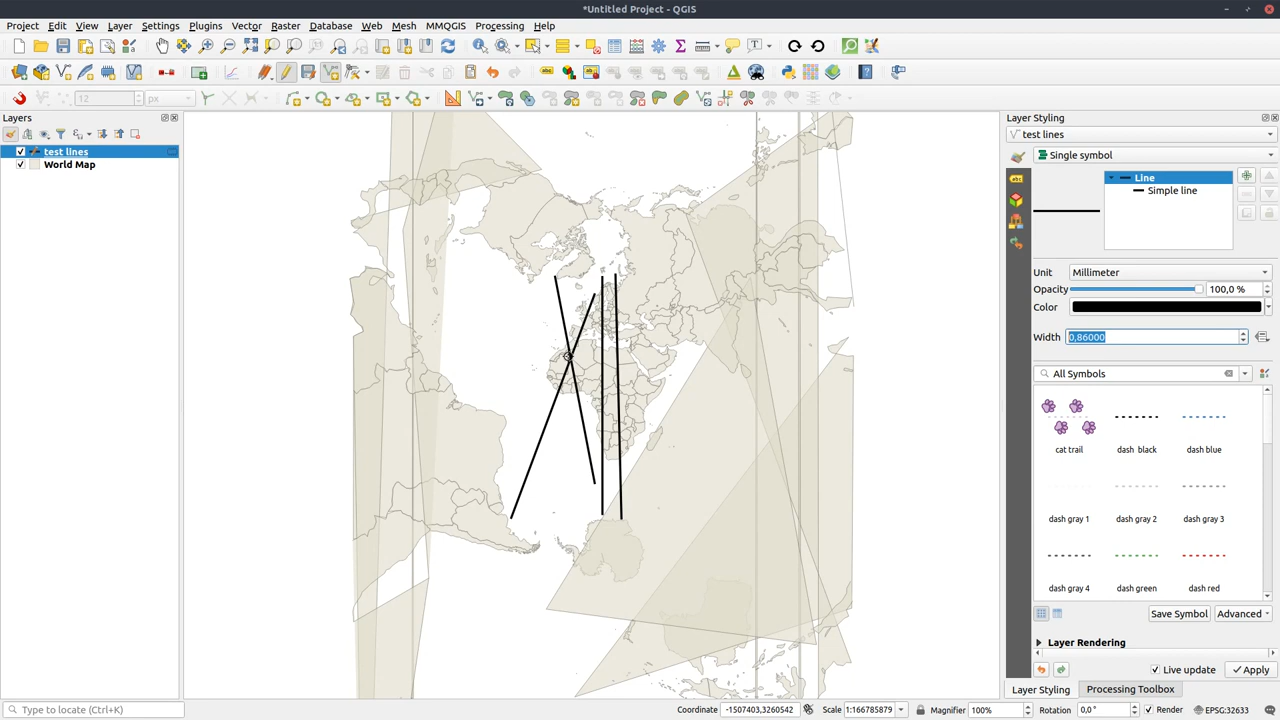 *Untitled Project - QGIS
Project Edit View Layer Settings Plugins Vector Raster Database Web Mesh MMQGIS Processing Help
12 px
Layers
test lines
World Map
Layer Styling
test lines
Single symbol
Line
Simple line
Unit Millimeter
Opacity 100,0 %
Color
Width 0,86000
All Symbols
cat trail dash black dash blue
dash gray 1 dash gray 2 dash gray 3
dash gray 4 dash green dash red
Save Symbol Advanced
Layer Rendering
Live update Apply
Layer Styling Processing Toolbox
Type to locate (Ctrl+K) Coordinate -1507403,3260542 Scale 1:166785879 Magnifier 100% Rotation 0,0 ° Render EPSG:32633